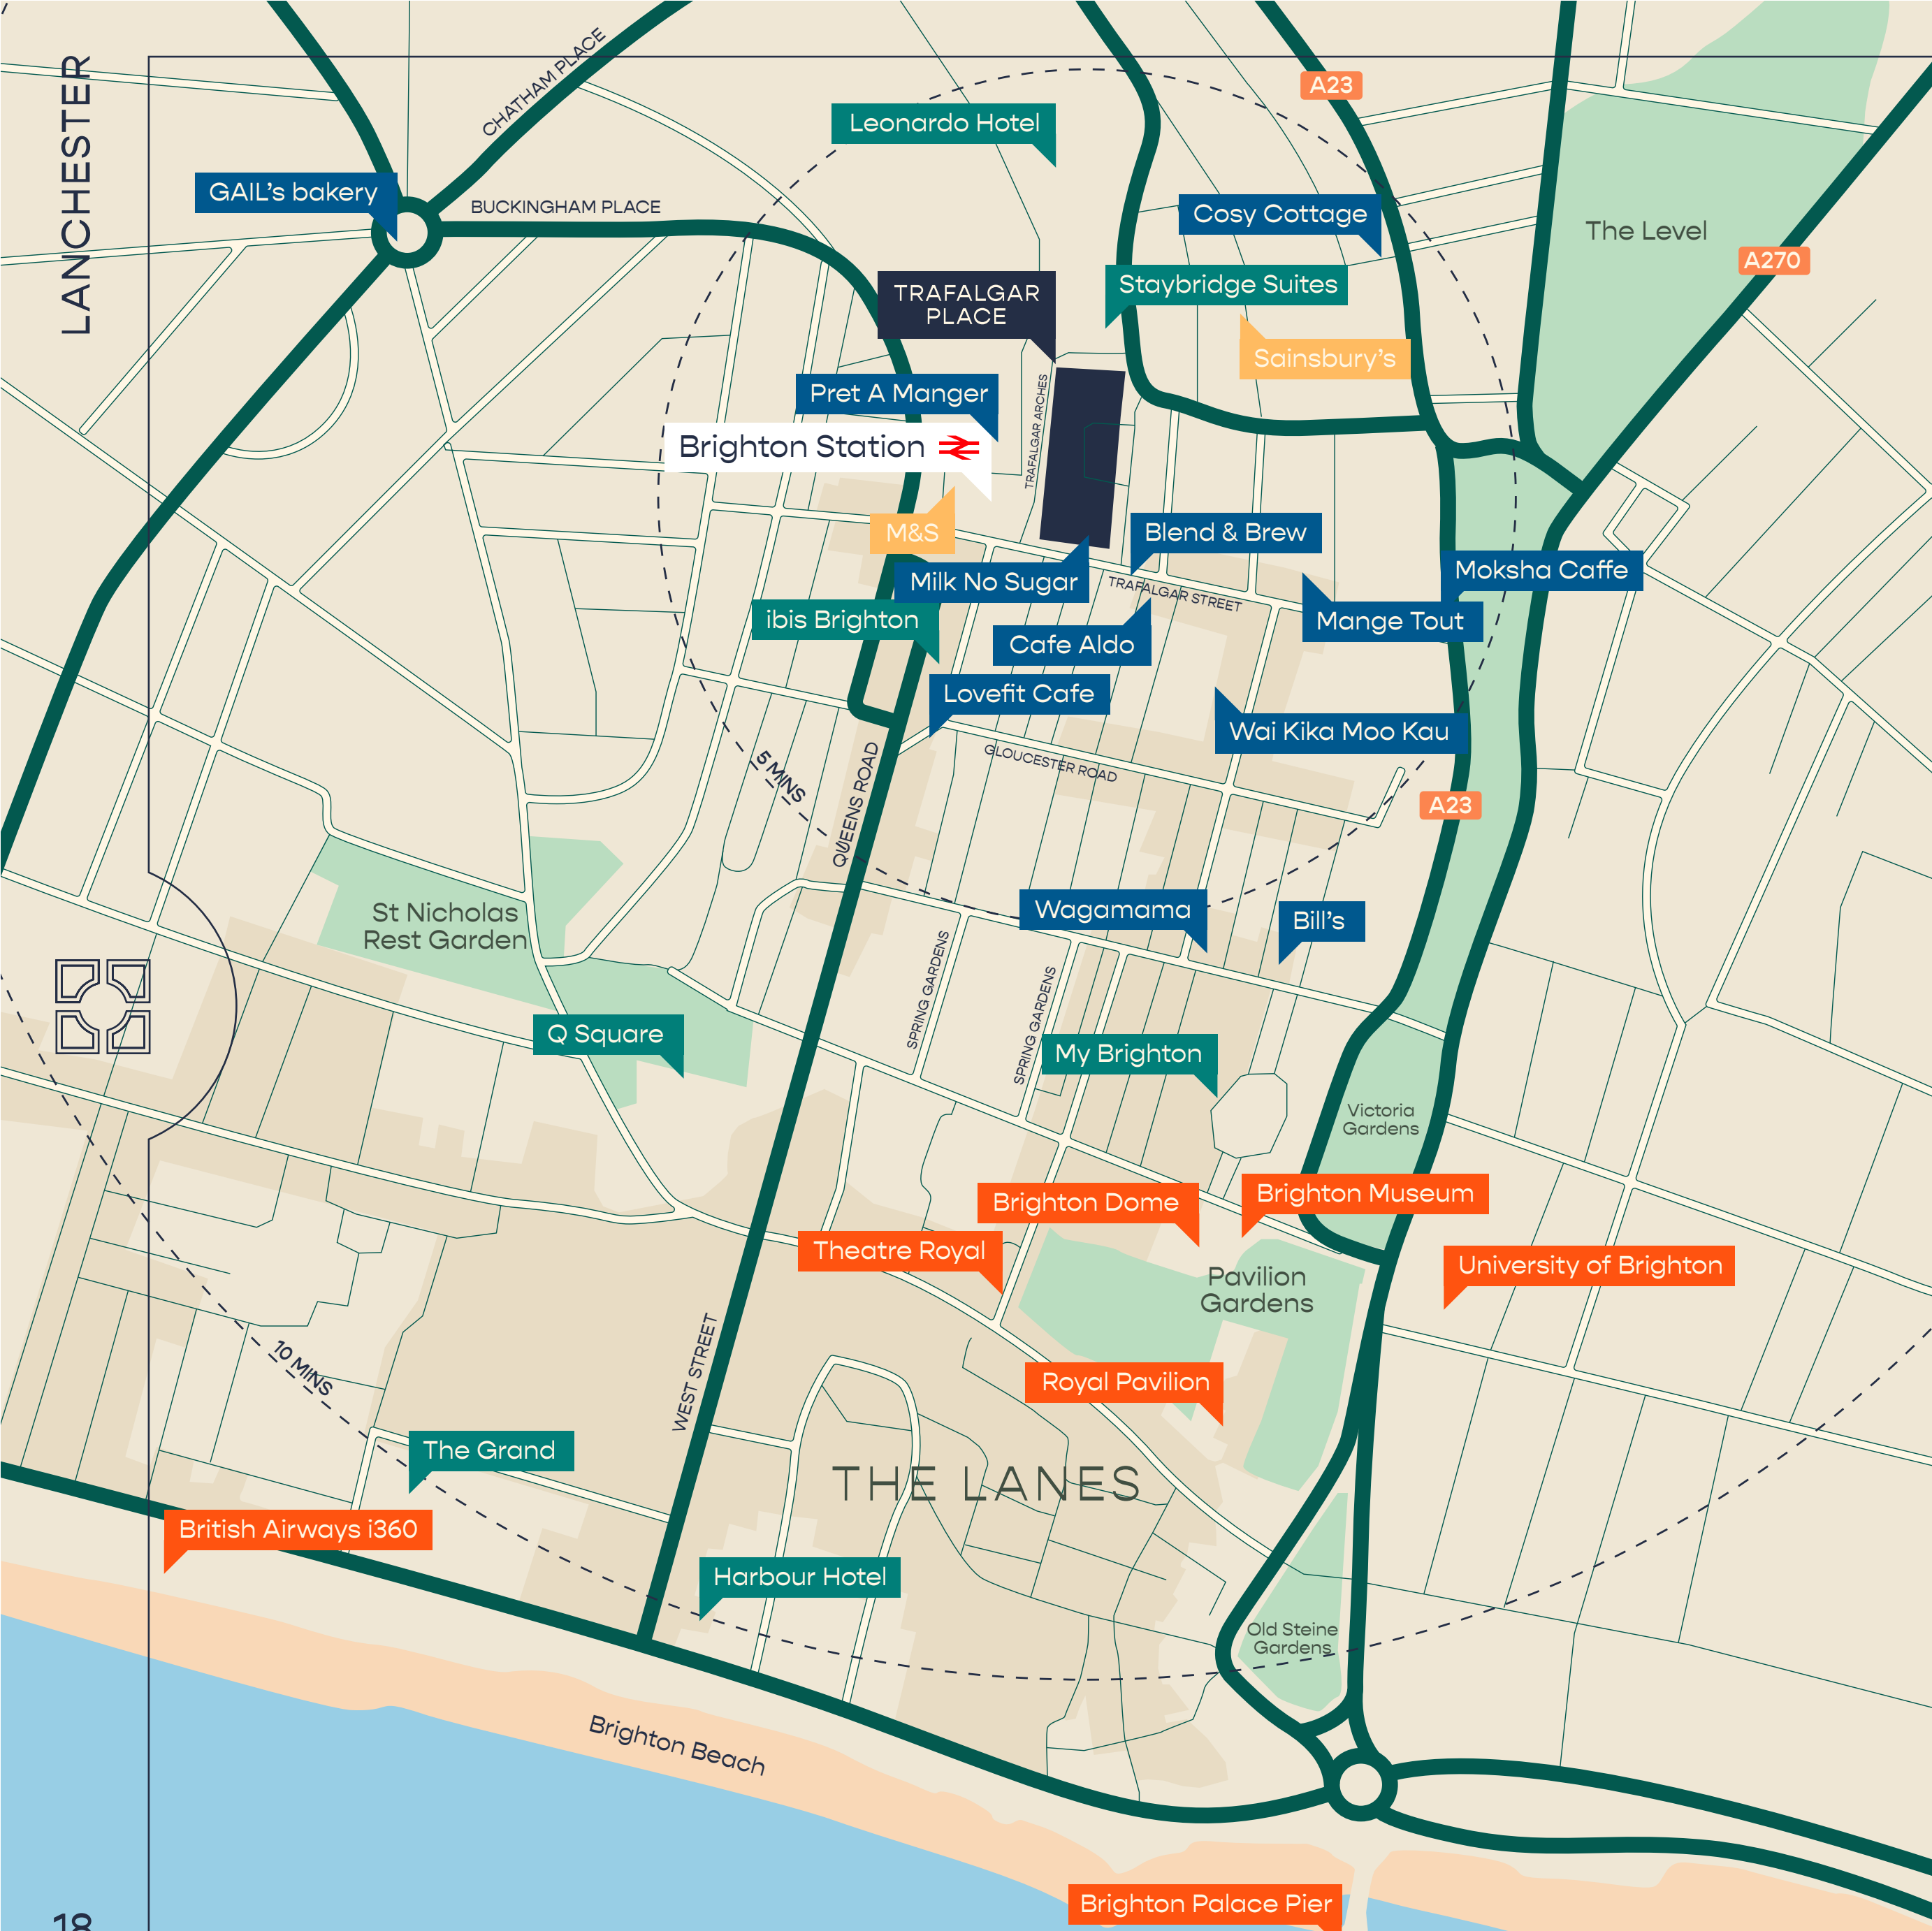 LANCHESTER
CHATHAM PLACE
A23
Leonardo Hotel
GAIL's bakery
BUCKINGHAM PLACE
Cosy Cottage
The Level
A270
TRAFALGAR
PLACE
Staybridge Suites
Sainsbury's
Pret A Manger
TRAFALGAR ARCHES
Brighton Station
M&S
Blend & Brew
Milk No Sugar
Moksha Caffe
TRAFALGAR STREET
ibis Brighton
Mange Tout
Cafe Aldo
Lovefit Cafe
Wai Kika Moo Kau
GLOUCESTER ROAD
5 MINS
QUEENS ROAD
A23
St Nicholas
Rest Garden
Wagamama
Bill's
SPRING GARDENS
SPRING GARDENS
Q Square
My Brighton
Victoria
Gardens
Brighton Dome
Brighton Museum
Theatre Royal
University of Brighton
Pavilion
Gardens
10 MINS
WEST STREET
Royal Pavilion
The Grand
THE LANES
British Airways i360
Harbour Hotel
Old Steine
Gardens
Brighton Beach
Brighton Palace Pier
18